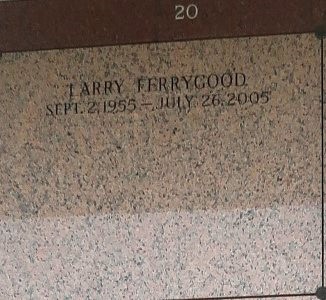 20
LARRY FERRYGOOD
SEPT. 2, 1955 — JULY 26, 2005